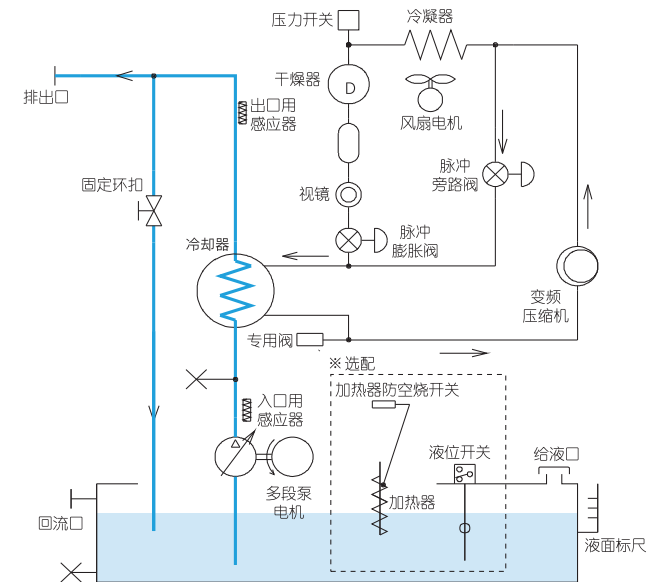 压力开关
冷凝器
干燥器
D
排出口
出口用
感应器
风扇电机
固定环扣
视镜
脉冲
旁路阀
冷却器
脉冲
膨胀阀
变频
压缩机
专用阀
※ 选配
加热器防空烧开关
入口用
感应器
液位开关
给液口
多段泵
电机
加热器
回流口
液面标尺